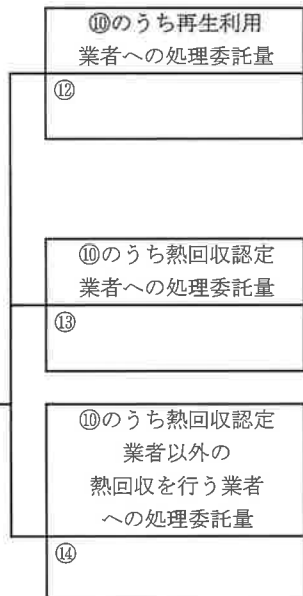 ⑩のうち再生利用
業者への処理委託量
⑫
⑩のうち熱回収認定
業者への処理委託量
⑬
⑩のうち熱回収認定
業者以外の
熱回収を行う業者
への処理委託量
⑭